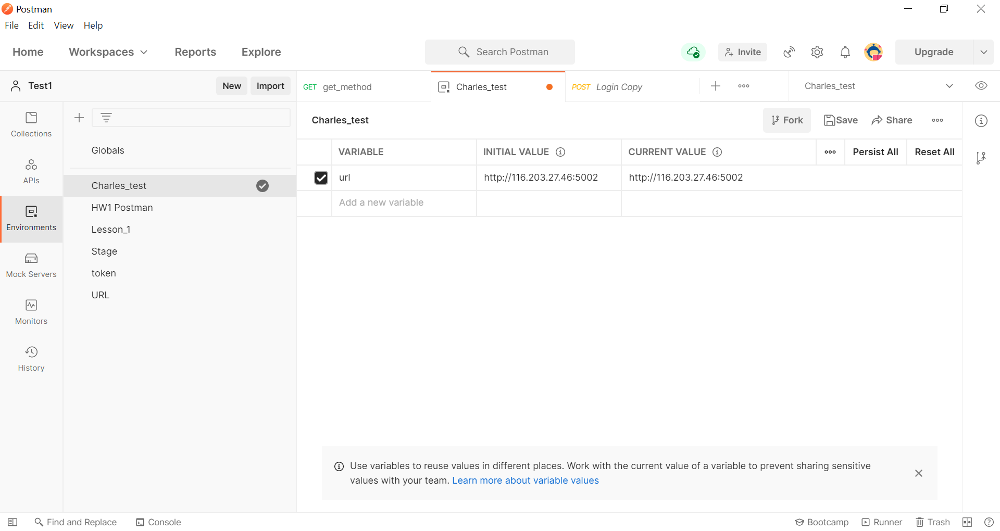 Postman
File Edit View Help
Home Workspaces Reports Explore Search Postman Invite Upgrade
Test1 New Import GET get_method Charles_test POST Login Copy Charles_test
Collections
APIs
Environments
Mock Servers
Monitors
History
Globals
Charles_test
HW1 Postman
Lesson_1
Stage
token
URL
Charles_test Fork Save Share
VARIABLE INITIAL VALUE CURRENT VALUE Persist All Reset All
url http://116.203.27.46:5002 http://116.203.27.46:5002
Add a new variable
Use variables to reuse values in different places. Work with the current value of a variable to prevent sharing sensitive
values with your team. Learn more about variable values
Find and Replace Console Bootcamp Runner Trash